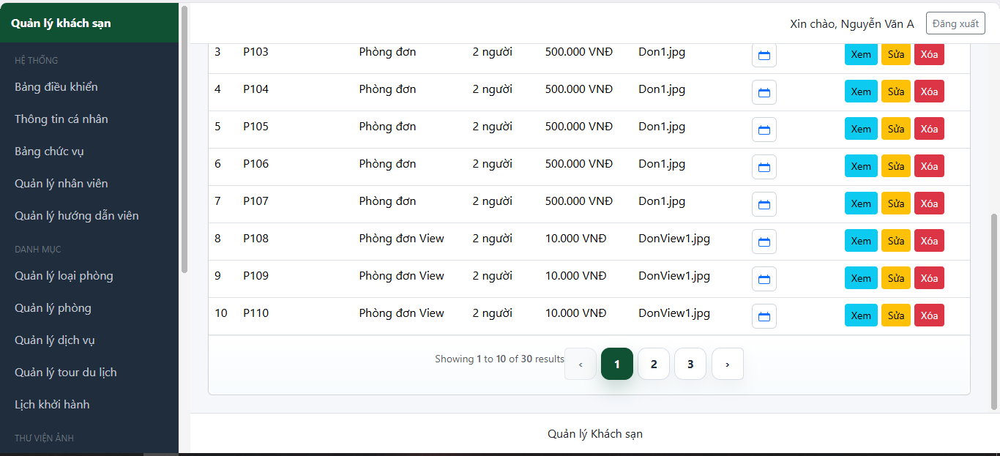 Quản lý khách sạn
Xin chào, Nguyễn Văn A Đăng xuất
HỆ THỐNG
Bảng điều khiển
Thông tin cá nhân
Bảng chức vụ
Quản lý nhân viên
Quản lý hướng dẫn viên
DANH MỤC
Quản lý loại phòng
Quản lý phòng
Quản lý dịch vụ
Quản lý tour du lịch
Lịch khởi hành
THƯ VIỆN ẢNH
3 P103 Phòng đơn 2 người 500.000 VNĐ Don1.jpg Xem Sửa Xóa
4 P104 Phòng đơn 2 người 500.000 VNĐ Don1.jpg Xem Sửa Xóa
5 P105 Phòng đơn 2 người 500.000 VNĐ Don1.jpg Xem Sửa Xóa
6 P106 Phòng đơn 2 người 500.000 VNĐ Don1.jpg Xem Sửa Xóa
7 P107 Phòng đơn 2 người 500.000 VNĐ Don1.jpg Xem Sửa Xóa
8 P108 Phòng đơn View 2 người 10.000 VNĐ DonView1.jpg Xem Sửa Xóa
9 P109 Phòng đơn View 2 người 10.000 VNĐ DonView1.jpg Xem Sửa Xóa
10 P110 Phòng đơn View 2 người 10.000 VNĐ DonView1.jpg Xem Sửa Xóa
Showing 1 to 10 of 30 results ‹ 1 2 3 ›
Quản lý Khách sạn